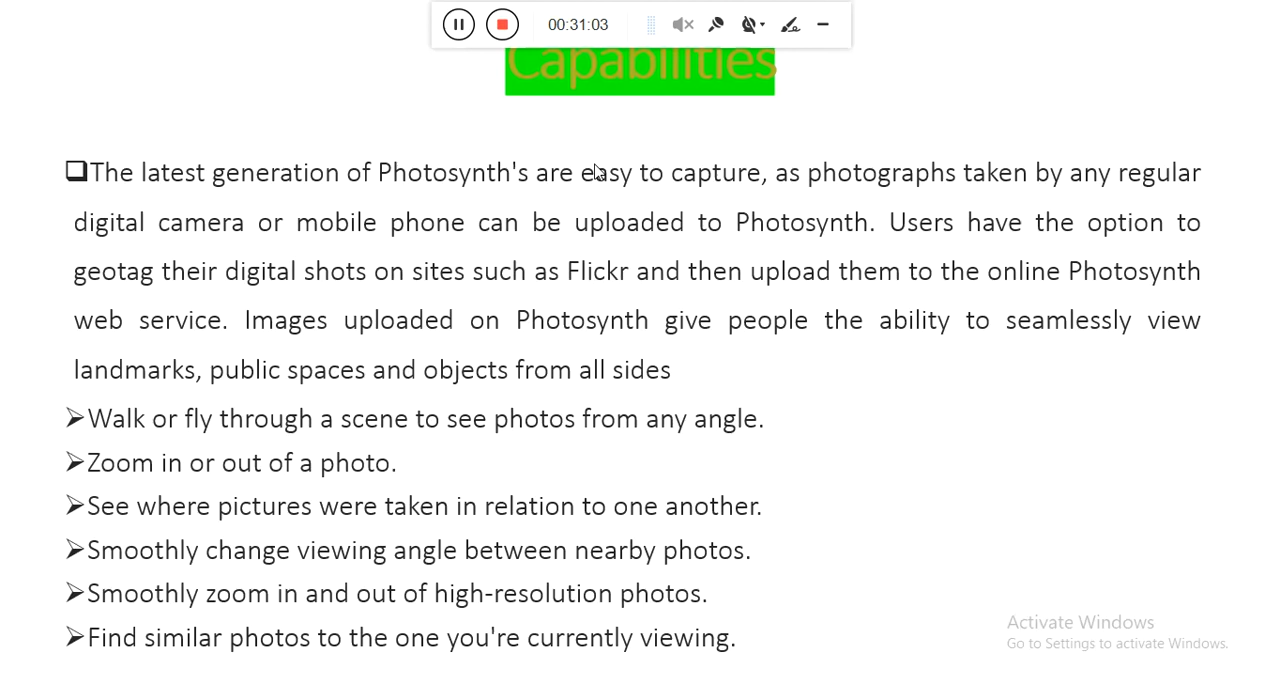 00:31:03
Capabilities
❑The latest generation of Photosynth's are easy to capture, as photographs taken by any regular
digital camera or mobile phone can be uploaded to Photosynth. Users have the option to
geotag their digital shots on sites such as Flickr and then upload them to the online Photosynth
web service. Images uploaded on Photosynth give people the ability to seamlessly view
landmarks, public spaces and objects from all sides
➢Walk or fly through a scene to see photos from any angle.
➢Zoom in or out of a photo.
➢See where pictures were taken in relation to one another.
➢Smoothly change viewing angle between nearby photos.
➢Smoothly zoom in and out of high-resolution photos.
➢Find similar photos to the one you're currently viewing.
Activate Windows
Go to Settings to activate Windows.